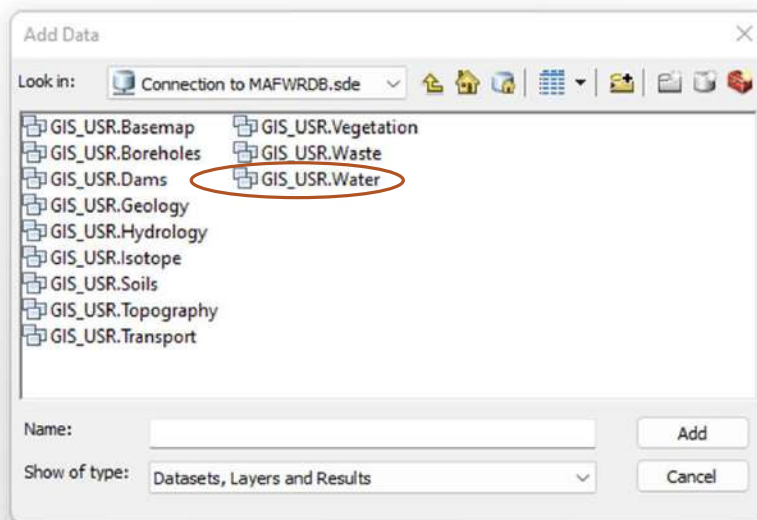 Add Data
Look in:
Connection to MAFWRDB.sde
GIS_USR.Basemap
GIS_USR.Boreholes
GIS_USR.Dams
GIS_USR.Geology
GIS_USR.Hydrology
GIS_USR.Isotope
GIS_USR.Soils
GIS_USR.Topography
GIS_USR.Transport
GIS_USR.Vegetation
GIS_USR.Waste
GIS_USR.Water
Name:
Add
Show of type:
Datasets, Layers and Results
Cancel